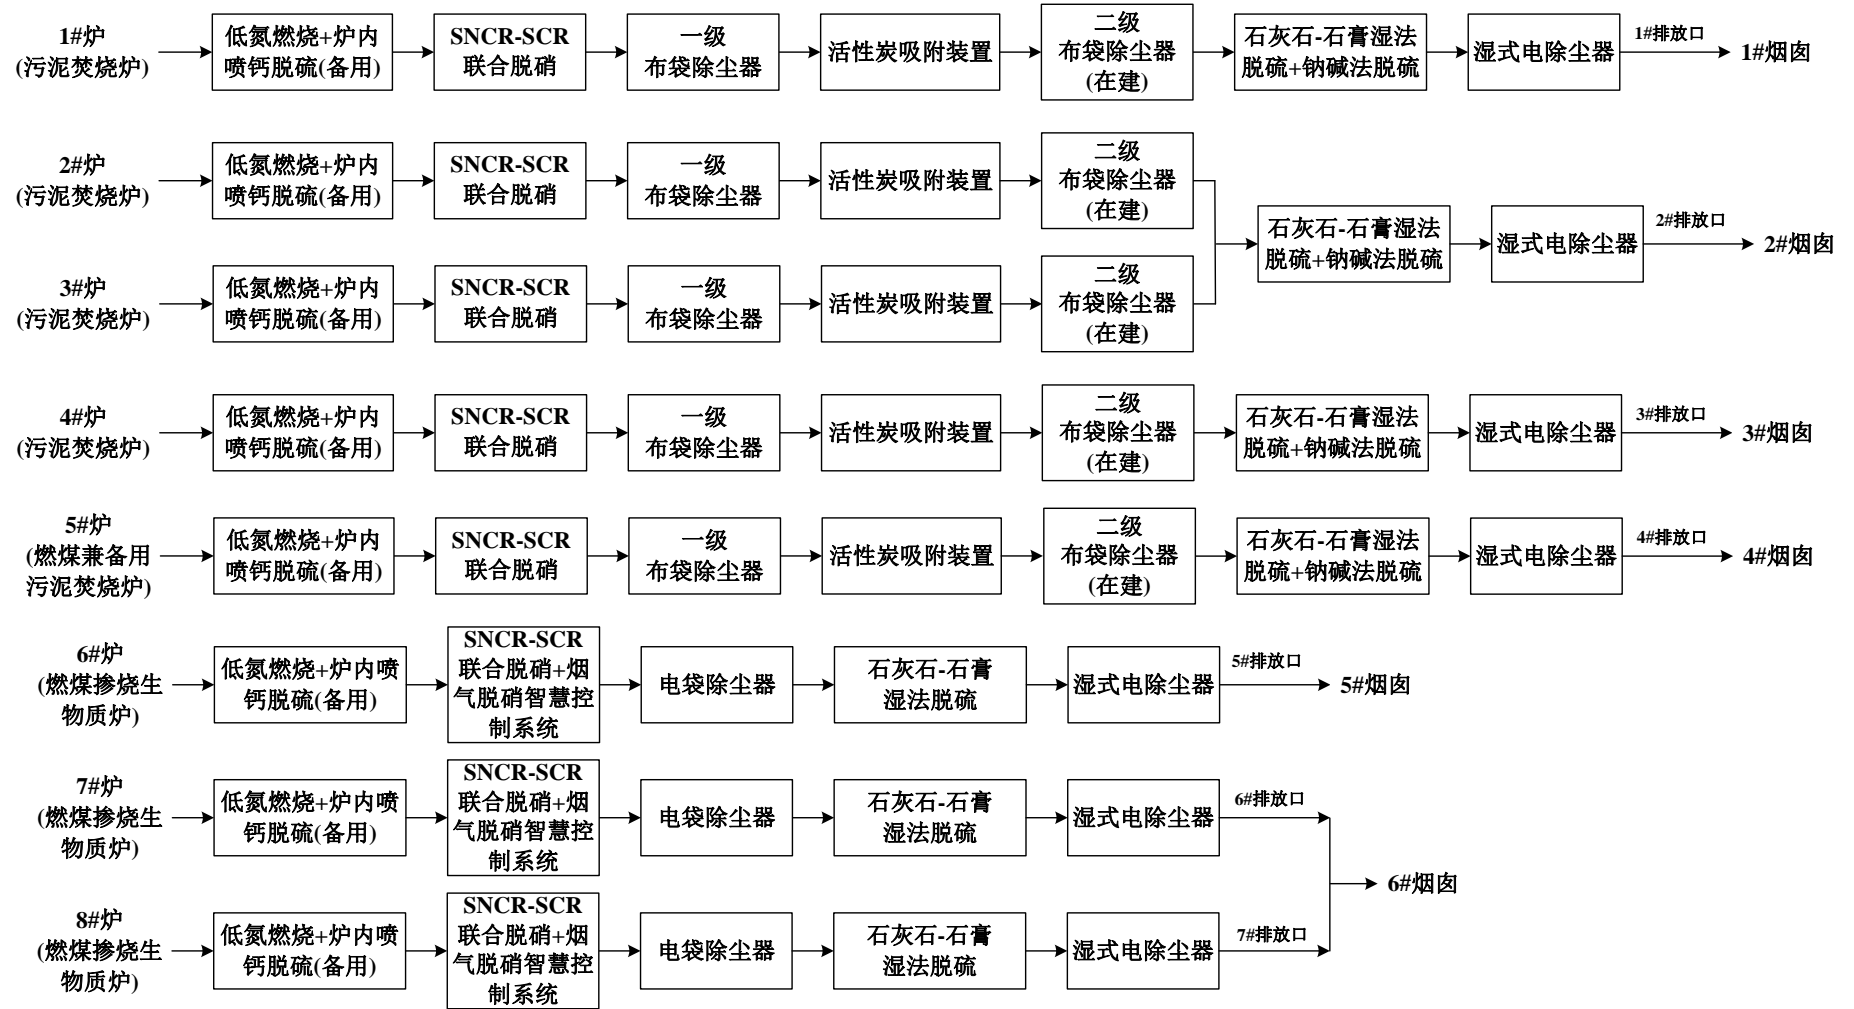 1#炉
(污泥焚烧炉)
低氮燃烧+炉内
喷钙脱硫(备用)
SNCR-SCR
联合脱硝
一级
布袋除尘器
活性炭吸附装置
二级
布袋除尘器
(在建)
石灰石-石膏湿法
脱硫+钠碱法脱硫
湿式电除尘器
1#排放口
1#烟囱
2#炉
(污泥焚烧炉)
低氮燃烧+炉内
喷钙脱硫(备用)
SNCR-SCR
联合脱硝
一级
布袋除尘器
活性炭吸附装置
二级
布袋除尘器
(在建)
3#炉
(污泥焚烧炉)
低氮燃烧+炉内
喷钙脱硫(备用)
SNCR-SCR
联合脱硝
一级
布袋除尘器
活性炭吸附装置
二级
布袋除尘器
(在建)
石灰石-石膏湿法
脱硫+钠碱法脱硫
湿式电除尘器
2#排放口
2#烟囱
4#炉
(污泥焚烧炉)
低氮燃烧+炉内
喷钙脱硫(备用)
SNCR-SCR
联合脱硝
一级
布袋除尘器
活性炭吸附装置
二级
布袋除尘器
(在建)
石灰石-石膏湿法
脱硫+钠碱法脱硫
湿式电除尘器
3#排放口
3#烟囱
5#炉
(燃煤兼备用
污泥焚烧炉)
低氮燃烧+炉内
喷钙脱硫(备用)
SNCR-SCR
联合脱硝
一级
布袋除尘器
活性炭吸附装置
二级
布袋除尘器
(在建)
石灰石-石膏湿法
脱硫+钠碱法脱硫
湿式电除尘器
4#排放口
4#烟囱
6#炉
(燃煤掺烧生
物质炉)
低氮燃烧+炉内喷
钙脱硫(备用)
SNCR-SCR
联合脱硝+烟
气脱硝智慧控
制系统
电袋除尘器
石灰石-石膏
湿法脱硫
湿式电除尘器
5#排放口
5#烟囱
7#炉
(燃煤掺烧生
物质炉)
低氮燃烧+炉内喷
钙脱硫(备用)
SNCR-SCR
联合脱硝+烟
气脱硝智慧控
制系统
电袋除尘器
石灰石-石膏
湿法脱硫
湿式电除尘器
6#排放口
8#炉
(燃煤掺烧生
物质炉)
低氮燃烧+炉内喷
钙脱硫(备用)
SNCR-SCR
联合脱硝+烟
气脱硝智慧控
制系统
电袋除尘器
石灰石-石膏
湿法脱硫
湿式电除尘器
7#排放口
6#烟囱